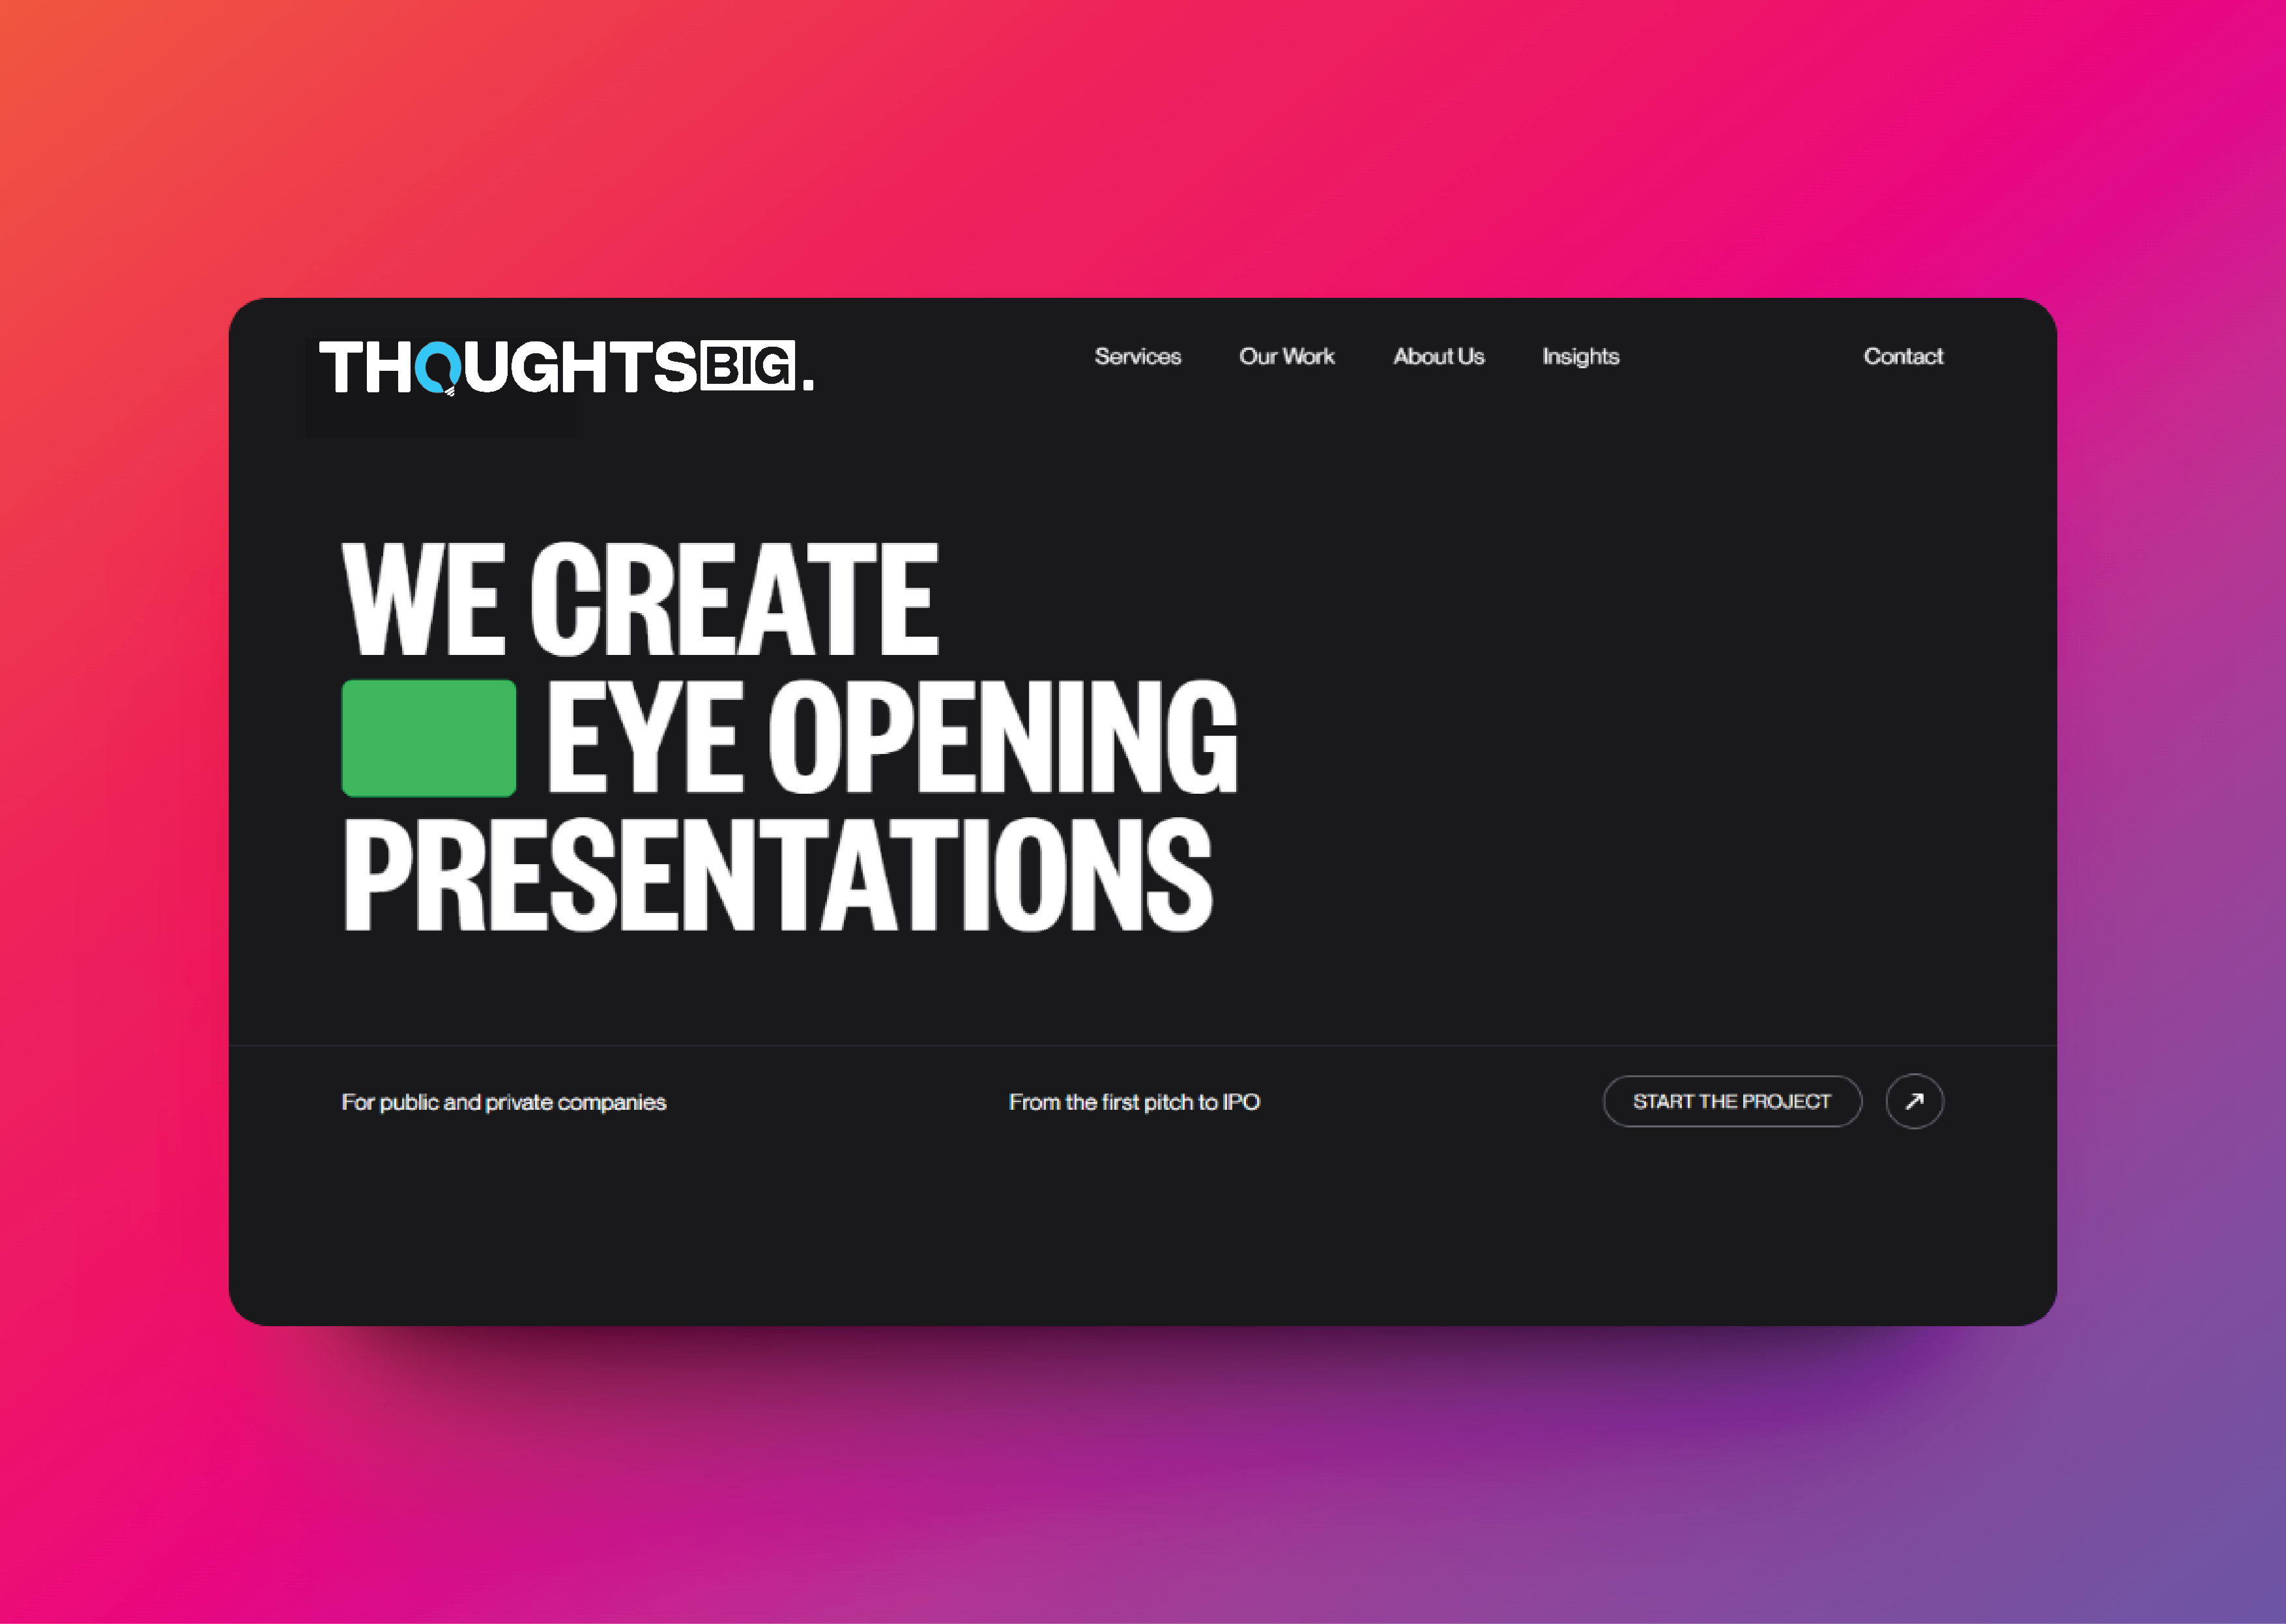 THOUGHTSBIG.
Services Our Work About Us Insights Contact
WE CREATE
EYE OPENING
PRESENTATIONS
For public and private companies From the first pitch to IPO START THE PROJECT